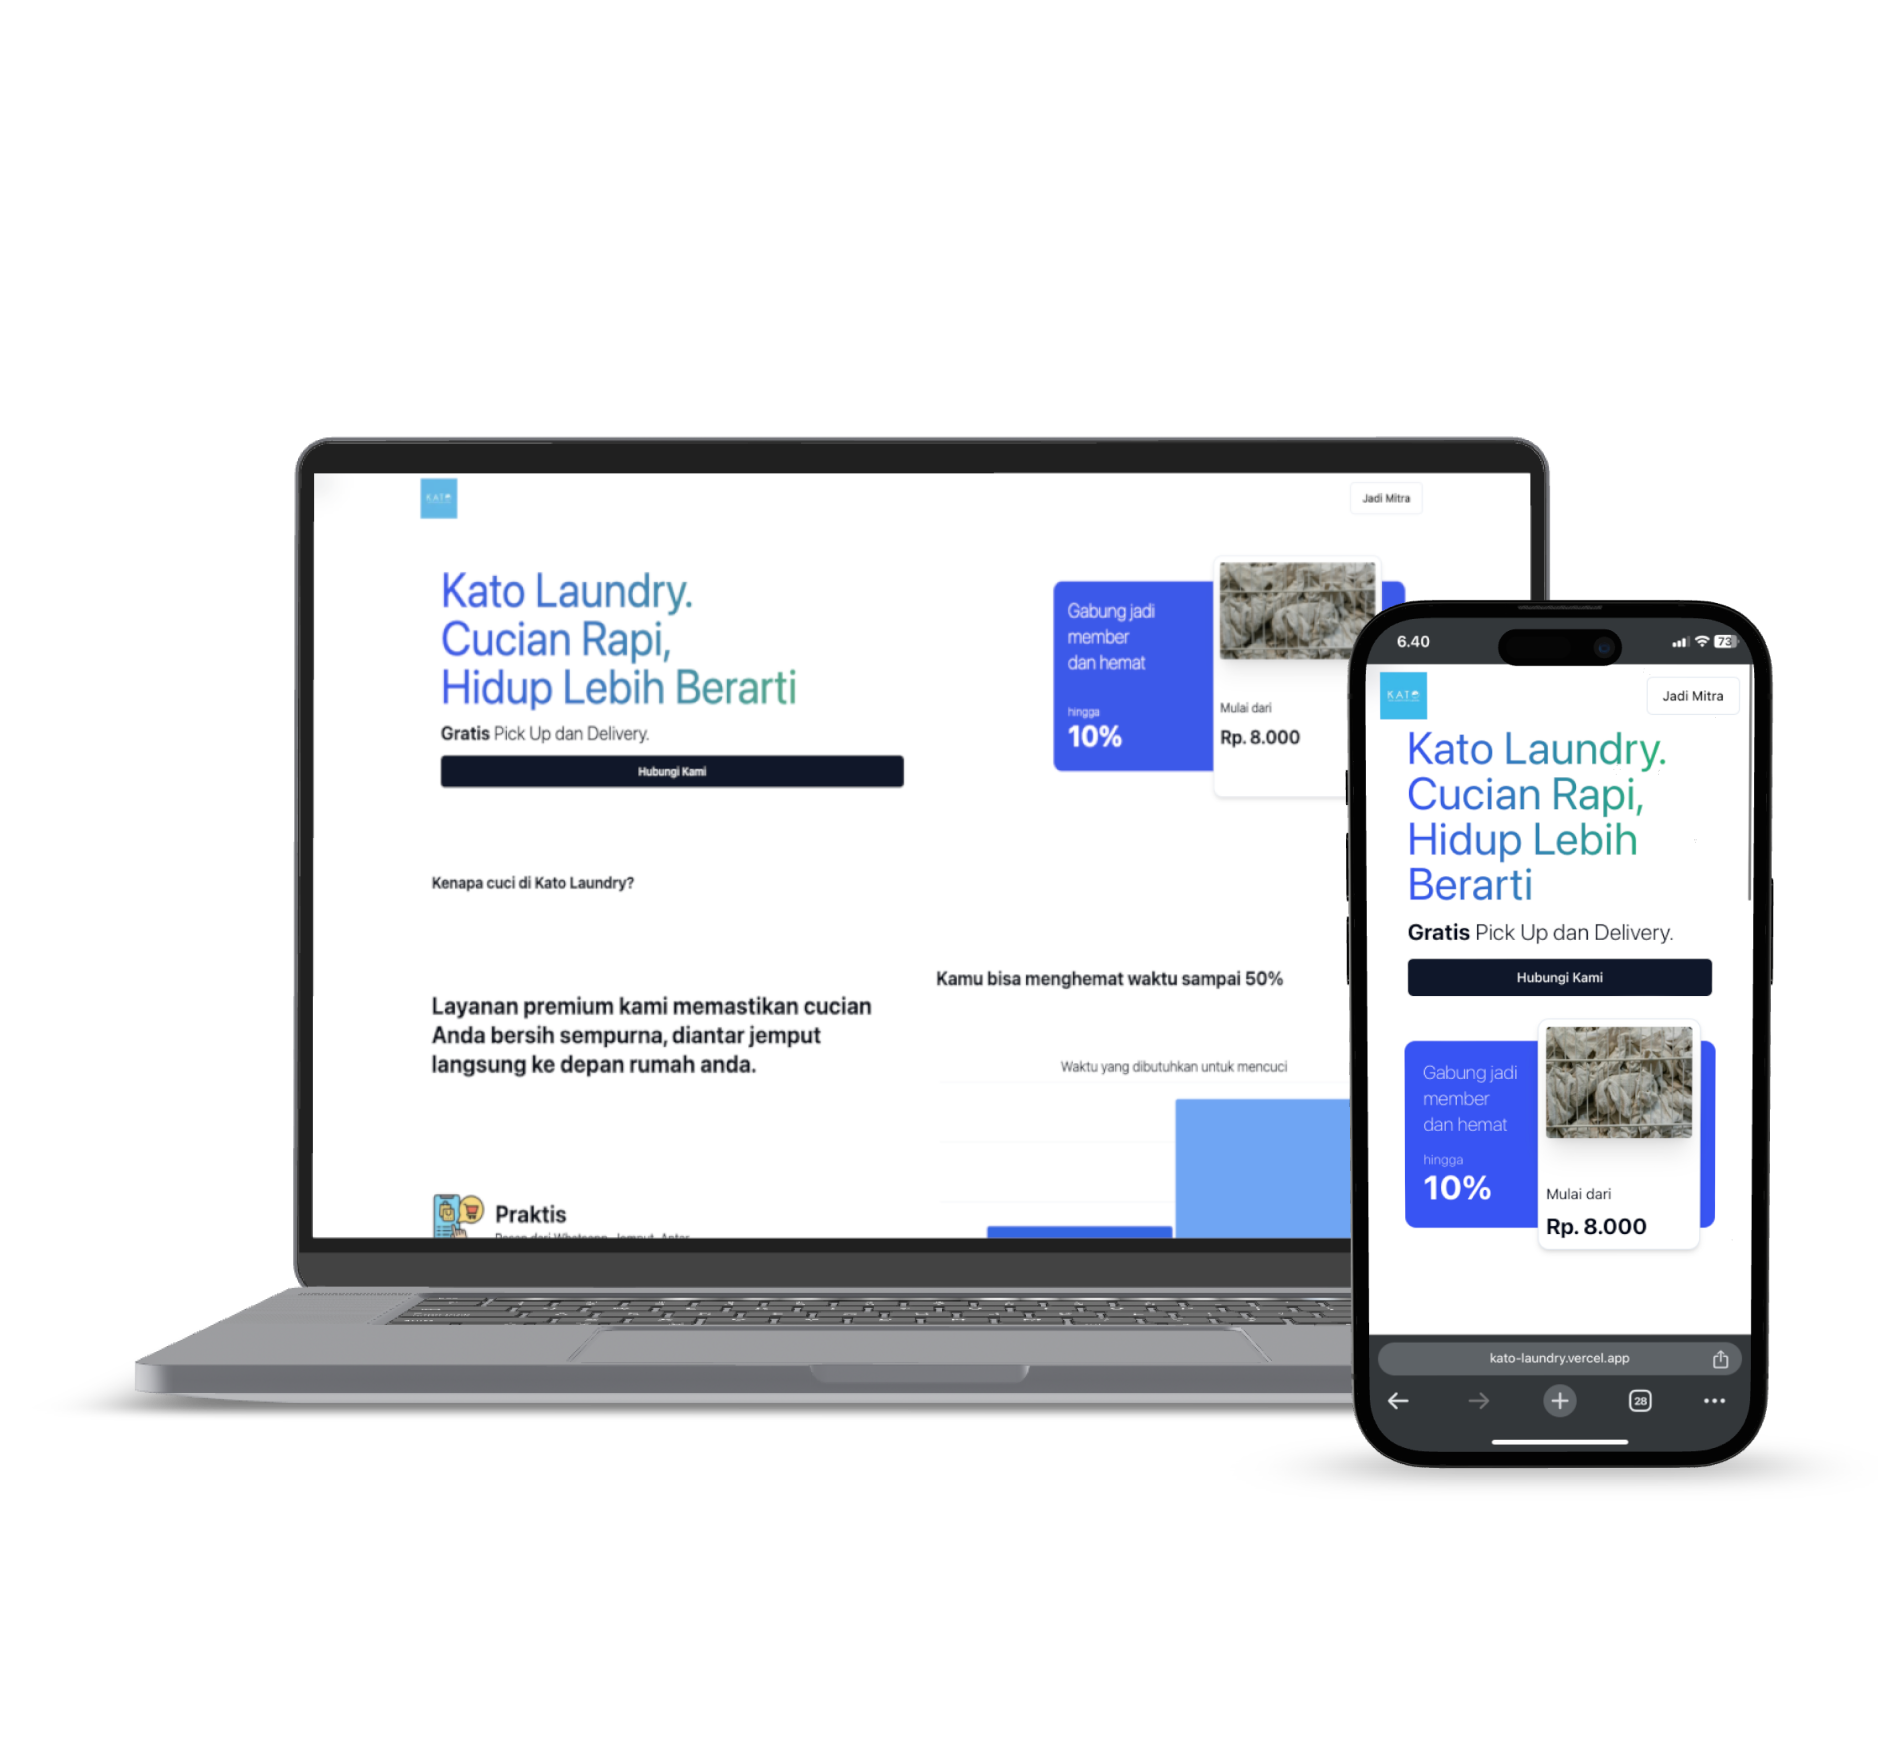 KATO
Jadi Mitra
Kato Laundry.
Cucian Rapi,
Hidup Lebih Berarti
Gratis Pick Up dan Delivery.
Hubungi Kami
Gabung jadi
member
dan hemat
hingga
10%
Mulai dari
Rp. 8.000
Kenapa cuci di Kato Laundry?
Layanan premium kami memastikan cucian
Anda bersih sempurna, diantar jemput
langsung ke depan rumah anda.
Kamu bisa menghemat waktu sampai 50%
Waktu yang dibutuhkan untuk mencuci
Praktis
6.40
73
KATO
Jadi Mitra
Kato Laundry.
Cucian Rapi,
Hidup Lebih
Berarti
Gratis Pick Up dan Delivery.
Hubungi Kami
Gabung jadi
member
dan hemat
hingga
10%
Mulai dari
Rp. 8.000
kato-laundry.vercel.app
28